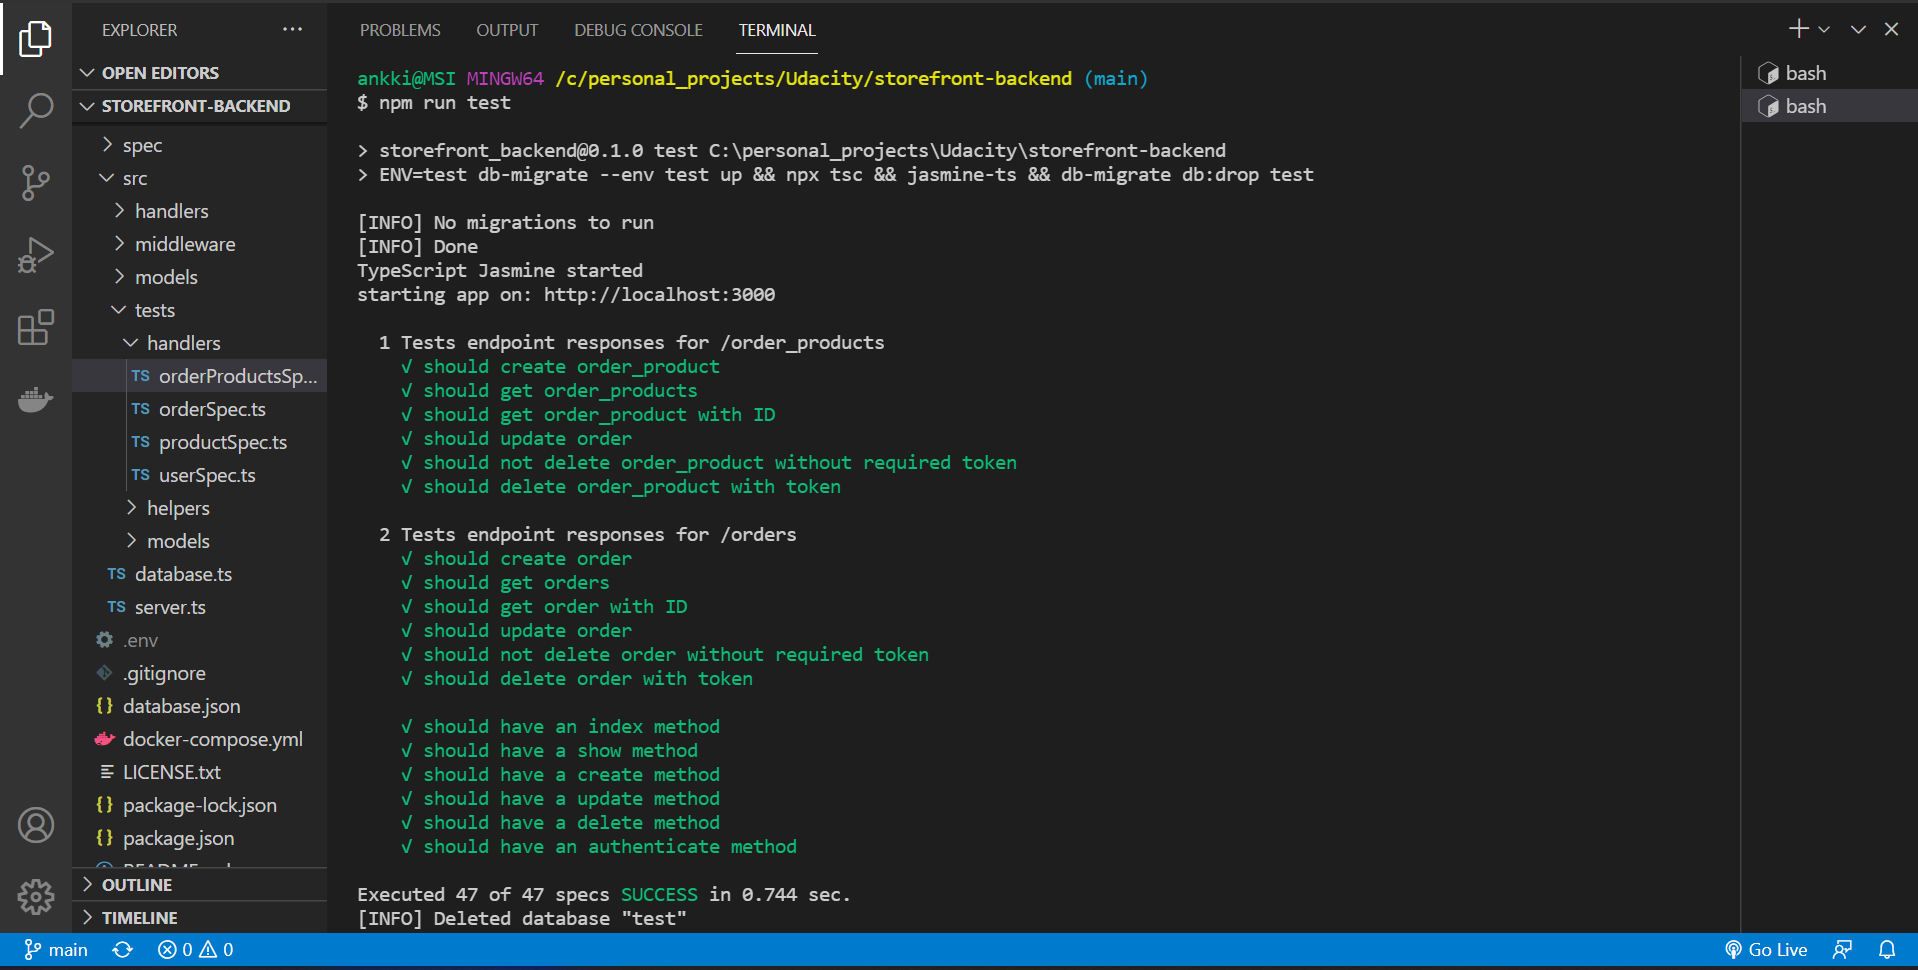 EXPLORER
OPEN EDITORS
STOREFRONT-BACKEND
spec
src
handlers
middleware
models
tests
handlers
TS orderProductsSp...
TS orderSpec.ts
TS productSpec.ts
TS userSpec.ts
helpers
models
TS database.ts
TS server.ts
.env
.gitignore
{} database.json
docker-compose.yml
LICENSE.txt
{} package-lock.json
{} package.json
OUTLINE
TIMELINE
PROBLEMS OUTPUT DEBUG CONSOLE TERMINAL
ankki@MSI MINGW64 /c/personal_projects/Udacity/storefront-backend (main)
$ npm run test
> storefront_backend@0.1.0 test C:\personal_projects\Udacity\storefront-backend
> ENV=test db-migrate --env test up && npx tsc && jasmine-ts && db-migrate db:drop test
[INFO] No migrations to run
[INFO] Done
TypeScript Jasmine started
starting app on: http://localhost:3000
1 Tests endpoint responses for /order_products
√ should create order_product
√ should get order_products
√ should get order_product with ID
√ should update order
√ should not delete order_product without required token
√ should delete order_product with token
2 Tests endpoint responses for /orders
√ should create order
√ should get orders
√ should get order with ID
√ should update order
√ should not delete order without required token
√ should delete order with token
√ should have an index method
√ should have a show method
√ should have a create method
√ should have a update method
√ should have a delete method
√ should have an authenticate method
Executed 47 of 47 specs SUCCESS in 0.744 sec.
[INFO] Deleted database "test"
bash
bash
main 0 0
Go Live